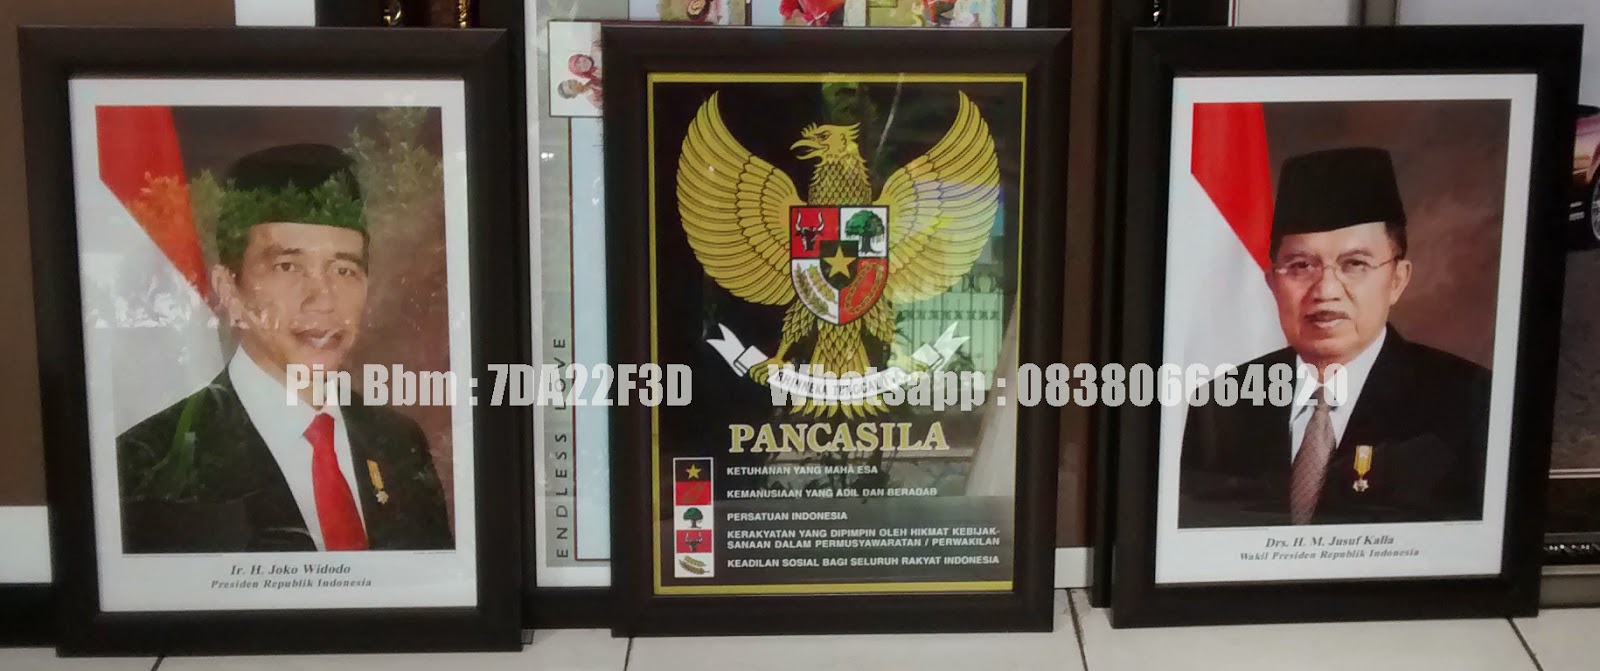 ENDLESS LOVE
Ir. H. Joko Widodo
Presiden Republik Indonesia
Pin Bbm : 7DA22F3D Whatsapp : 083806664820
BHINNEKA TUNGGAL
PANCASILA
KETUHANAN YANG MAHA ESA
KEMANUSIAAN YANG ADIL DAN BERADAB
PERSATUAN INDONESIA
KERAKYATAN YANG DIPIMPIN OLEH HIKMAT KEBIJAK-
SANAAN DALAM PERMUSYAWARATAN / PERWAKILAN
KEADILAN SOSIAL BAGI SELURUH RAKYAT INDONESIA
Drs. H. M. Jusuf Kalla
Wakil Presiden Republik Indonesia